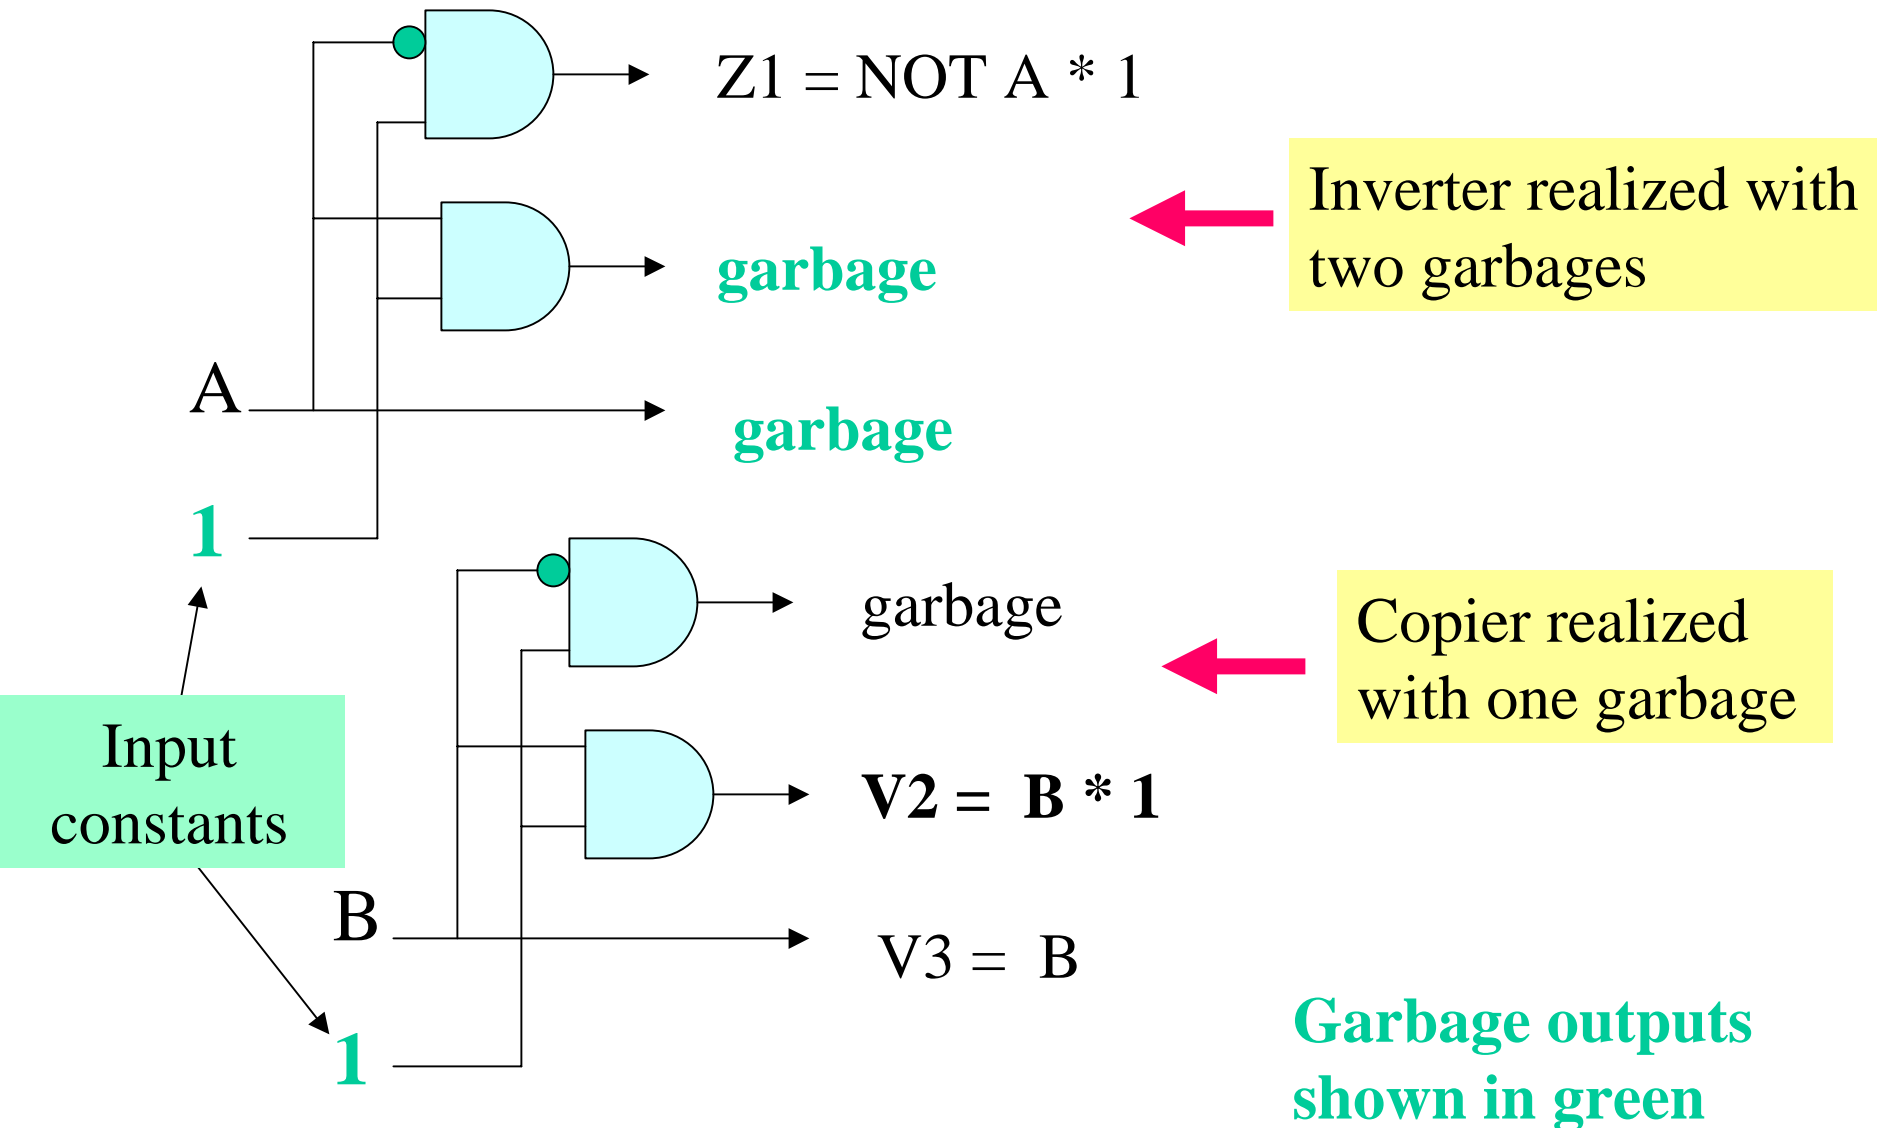 Z1 = NOT A * 1
Inverter realized with
two garbages
garbage
A
garbage
1
garbage
Copier realized
with one garbage
Input
constants
V2 =  B * 1
B
V3 =  B
1
Garbage outputs
shown in green